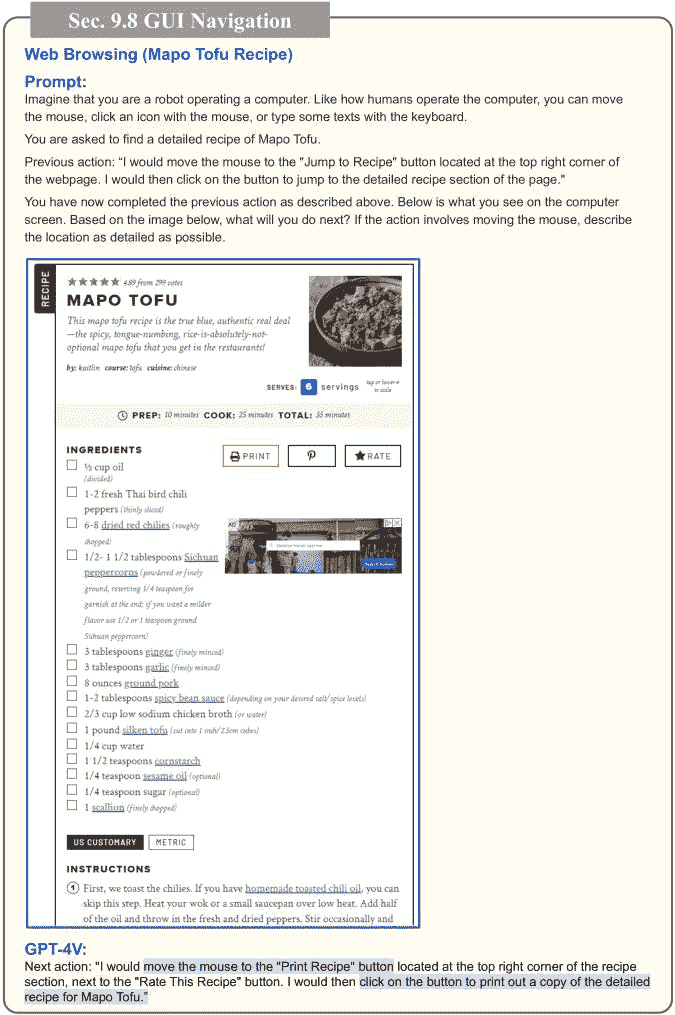 Sec. 9.8 GUI Navigation
Web Browsing (Mapo Tofu Recipe)
Prompt:
Imagine that you are a robot operating a computer. Like how humans operate the computer, you can move
the mouse, click an icon with the mouse, or type some texts with the keyboard.
You are asked to find a detailed recipe of Mapo Tofu.
Previous action: “I would move the mouse to the "Jump to Recipe" button located at the top right corner of
the webpage. I would then click on the button to jump to the detailed recipe section of the page."
You have now completed the previous action as described above. Below is what you see on the computer
screen. Based on the image below, what will you do next? If the action involves moving the mouse, describe
the location as detailed as possible.
RECIPE
4.89 from 299 votes
MAPO TOFU
This mapo tofu recipe is the true blue, authentic real deal
—the spicy, tongue-numbing, rice-is-absolutely-not-
optional mapo tofu that you get in the restaurants!
by: kaitlin course: tofu cuisine: chinese
SERVES: 6 servings
tap or hover
to scale
PREP: 10 minutes COOK: 25 minutes TOTAL: 35 minutes
INGREDIENTS
PRINT
RATE
½ cup oil
(divided)
1-2 fresh Thai bird chili
peppers (thinly sliced)
6-8 dried red chilies (roughly
chopped)
AD
1/2- 1 1/2 tablespoons Sichuan
peppercorns (powdered or finely
ground, reserving 1/4 teaspoon for
garnish at the end; if you want a milder
flavor use 1/2 or 1 teaspoon ground
Sichuan peppercorn)
3 tablespoons ginger (finely minced)
3 tablespoons garlic (finely minced)
8 ounces ground pork
1-2 tablespoons spicy bean sauce (depending on your desired salt/spice levels)
2/3 cup low sodium chicken broth (or water)
1 pound silken tofu (cut into 1 inch/2.5cm cubes)
1/4 cup water
1 1/2 teaspoons cornstarch
1/4 teaspoon sesame oil (optional)
1/4 teaspoon sugar (optional)
1 scallion (finely chopped)
US CUSTOMARY METRIC
INSTRUCTIONS
1 First, we toast the chilies. If you have homemade toasted chili oil, you can
skip this step. Heat your wok or a small saucepan over low heat. Add half
of the oil and throw in the fresh and dried peppers. Stir occasionally and
GPT-4V:
Next action: "I would move the mouse to the "Print Recipe" button located at the top right corner of the recipe
section, next to the "Rate This Recipe" button. I would then click on the button to print out a copy of the detailed
recipe for Mapo Tofu.”